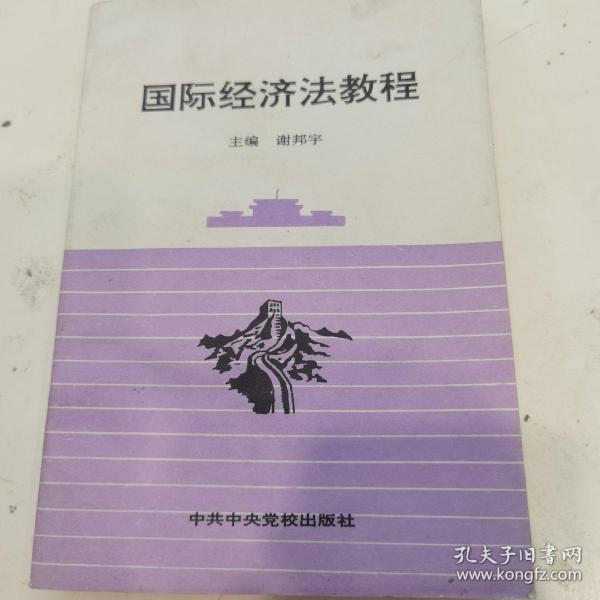 国际经济法教程
主编 谢邦宇
中共中央党校出版社
孔夫子旧书网
www.kongfz.com